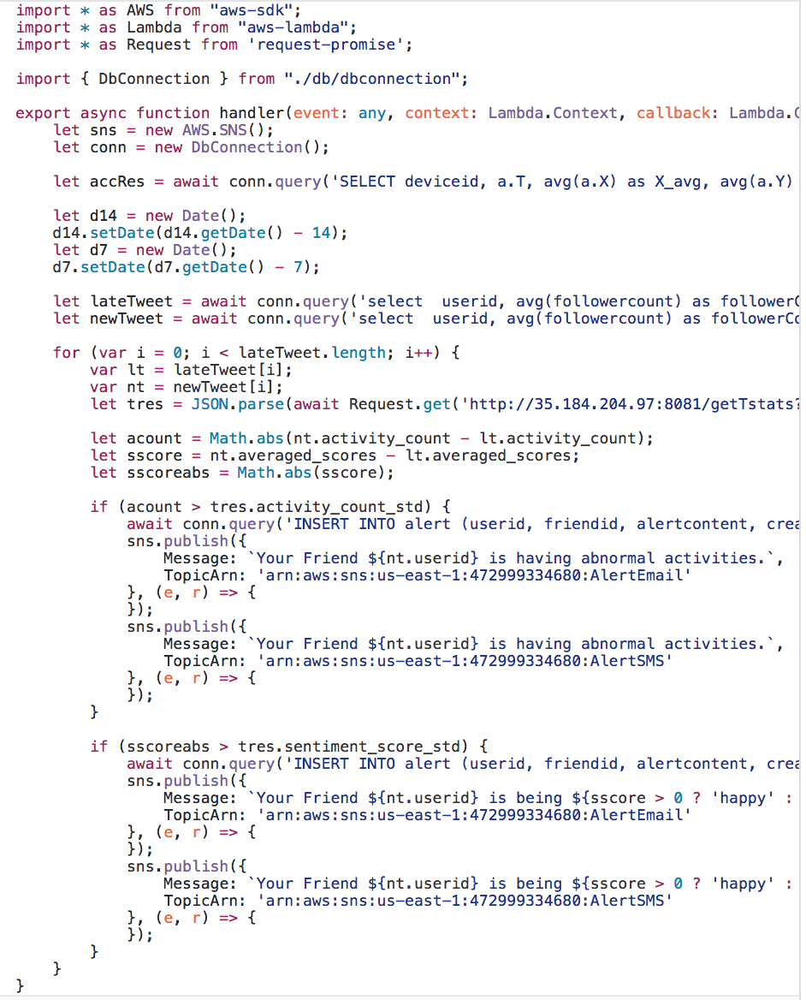 import * as AWS from "aws-sdk";
import * as Lambda from "aws-lambda";
import * as Request from 'request-promise';

import { DbConnection } from "./db/dbconnection";

export async function handler(event: any, context: Lambda.Context, callback: Lambda.
    let sns = new AWS.SNS();
    let conn = new DbConnection();

    let accRes = await conn.query('SELECT deviceid, a.T, avg(a.X) as X_avg, avg(a.Y)

    let d14 = new Date();
    d14.setDate(d14.getDate() - 14);
    let d7 = new Date();
    d7.setDate(d7.getDate() - 7);

    let lateTweet = await conn.query('select  userid, avg(followercount) as follower
    let newTweet = await conn.query('select  userid, avg(followercount) as followerC

    for (var i = 0; i < lateTweet.length; i++) {
        var lt = lateTweet[i];
        var nt = newTweet[i];
        let tres = JSON.parse(await Request.get('http://35.184.204.97:8081/getTstats?

        let acount = Math.abs(nt.activity_count - lt.activity_count);
        let sscore = nt.averaged_scores - lt.averaged_scores;
        let sscoreabs = Math.abs(sscore);

        if (acount > tres.activity_count_std) {
            await conn.query('INSERT INTO alert (userid, friendid, alertcontent, crea
            sns.publish({
                Message: `Your Friend ${nt.userid} is having abnormal activities.`,
                TopicArn: 'arn:aws:sns:us-east-1:472999334680:AlertEmail'
            }, (e, r) => {
            });
            sns.publish({
                Message: `Your Friend ${nt.userid} is having abnormal activities.`,
                TopicArn: 'arn:aws:sns:us-east-1:472999334680:AlertSMS'
            }, (e, r) => {
            });
        }

        if (sscoreabs > tres.sentiment_score_std) {
            await conn.query('INSERT INTO alert (userid, friendid, alertcontent, crea
            sns.publish({
                Message: `Your Friend ${nt.userid} is being ${sscore > 0 ? 'happy' :
                TopicArn: 'arn:aws:sns:us-east-1:472999334680:AlertEmail'
            }, (e, r) => {
            });
            sns.publish({
                Message: `Your Friend ${nt.userid} is being ${sscore > 0 ? 'happy' :
                TopicArn: 'arn:aws:sns:us-east-1:472999334680:AlertSMS'
            }, (e, r) => {
            });
        }
    }
}